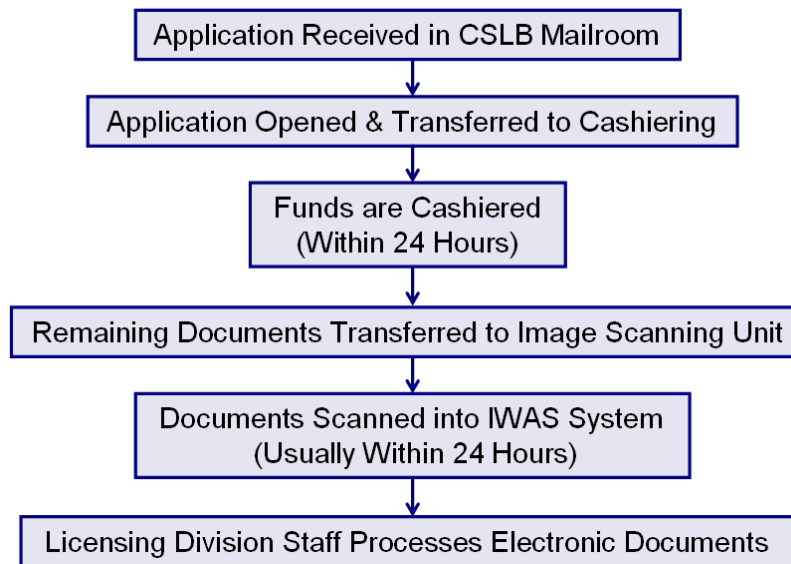 Application Received in CSLB Mailroom
Application Opened & Transferred to Cashiering
Funds are Cashiered
(Within 24 Hours)
Remaining Documents Transferred to Image Scanning Unit
Documents Scanned into IWAS System
(Usually Within 24 Hours)
Licensing Division Staff Processes Electronic Documents